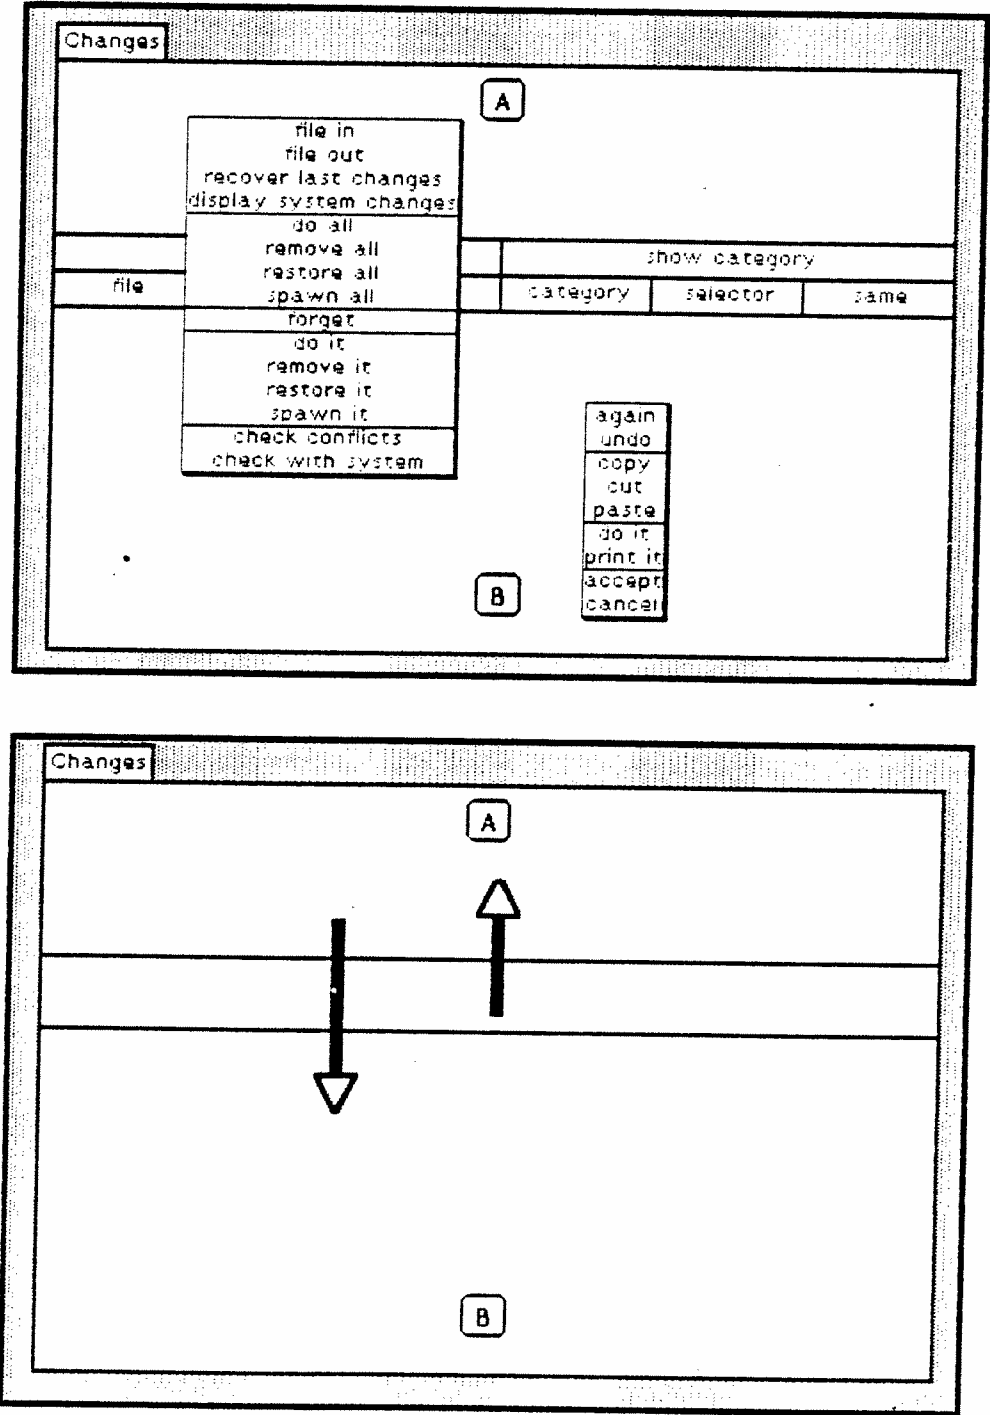 Changes
A
file in
file out
recover last changes
display system changes
do all
remove all
restore all
spawn all
forget
do it
remove it
restore it
spawn it
check conflicts
check with system
show category
file
category
selector
same
again
undo
copy
cut
paste
do it
print it
accept
cancel
B
Changes
A
B